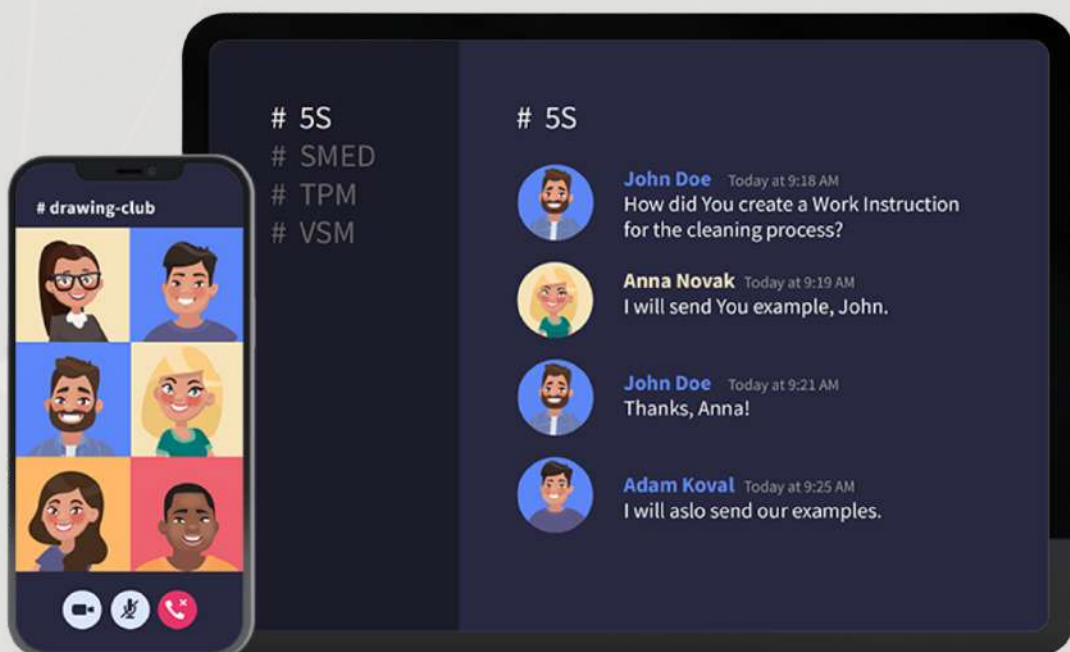 # drawing-club
# 5S
# SMED
# TPM
# VSM
# 5S
John Doe Today at 9:18 AM
How did You create a Work Instruction
for the cleaning process?
Anna Novak Today at 9:19 AM
I will send You example, John.
John Doe Today at 9:21 AM
Thanks, Anna!
Adam Koval Today at 9:25 AM
I will aslo send our examples.